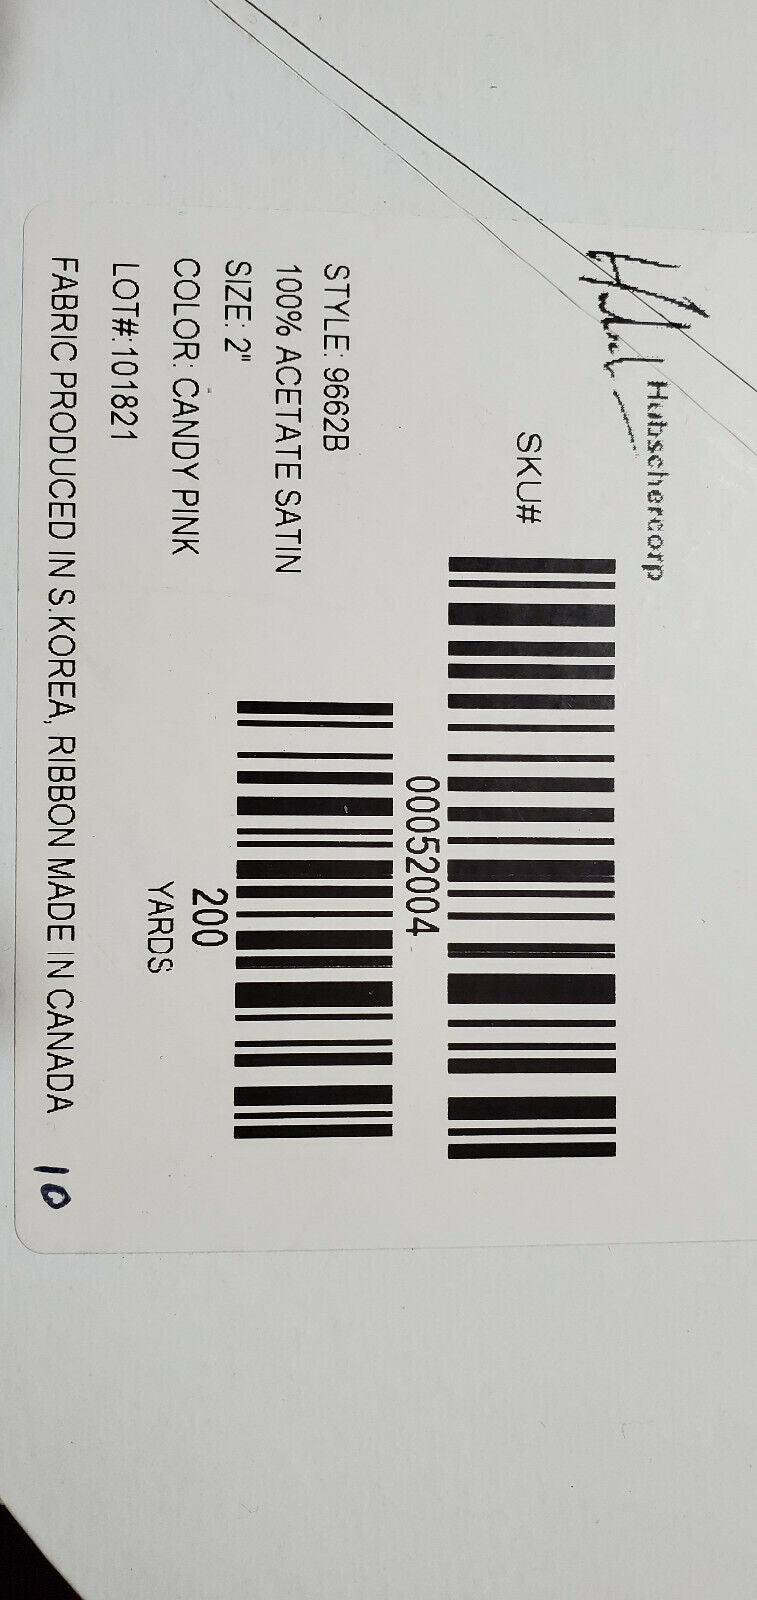 Hubschercorp
SKU#
00052004
STYLE: 9662B
100% ACETATE SATIN
SIZE: 2"
COLOR: CANDY PINK
200
YARDS
LOT#:101821
FABRIC PRODUCED IN S.KOREA, RIBBON MADE IN CANADA
10